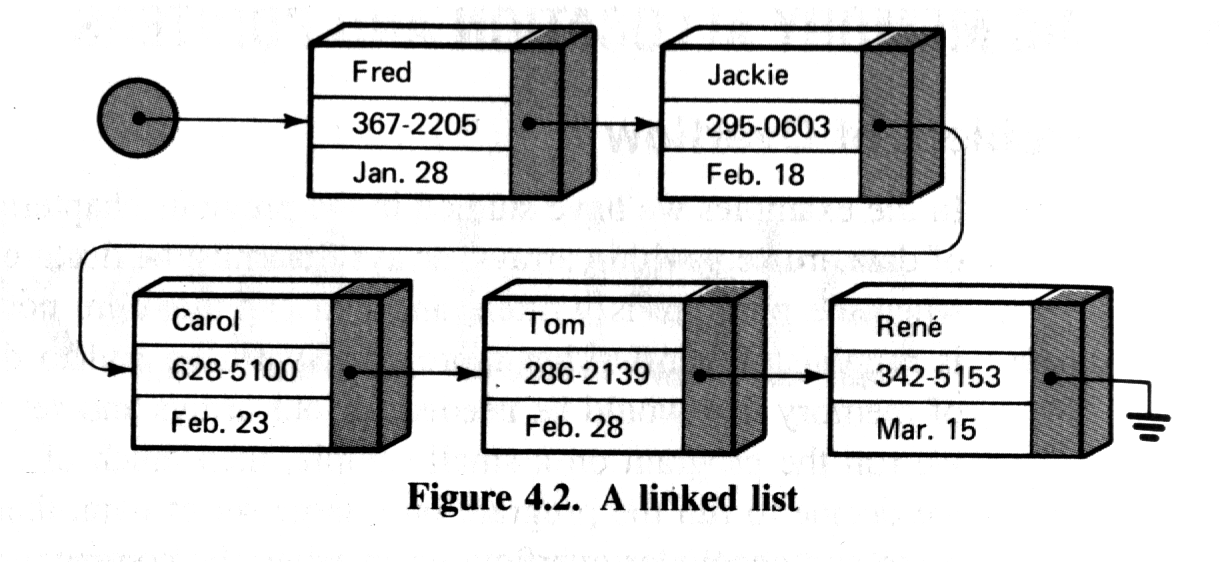 Fred
367-2205
Jan. 28
Jackie
295-0603
Feb. 18
Carol
628-5100
Feb. 23
Tom
286-2139
Feb. 28
René
342-5153
Mar. 15
Figure 4.2. A linked list